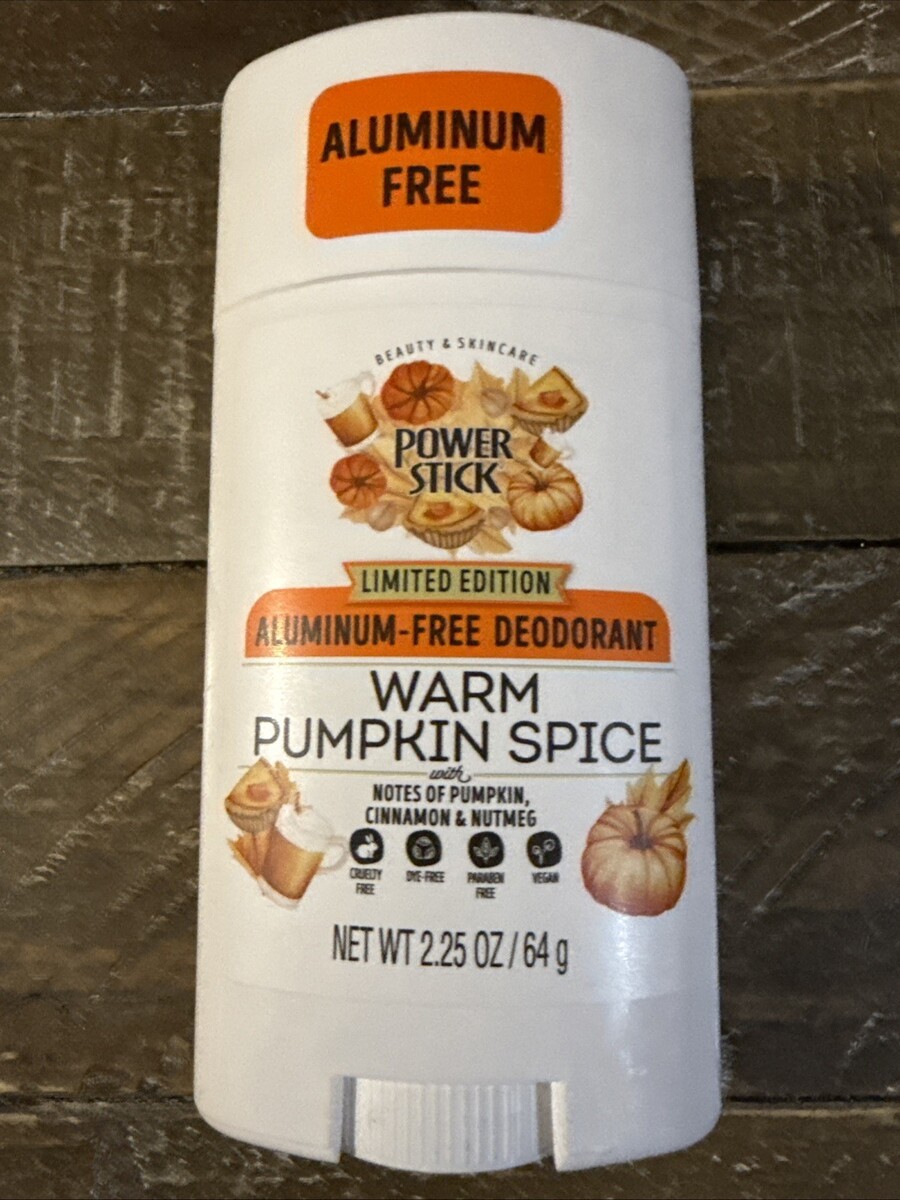 ALUMINUM
FREE
BEAUTY & SKINCARE
POWER
STICK
LIMITED EDITION
ALUMINUM-FREE DEODORANT
WARM
PUMPKIN SPICE
with
NOTES OF PUMPKIN,
CINNAMON & NUTMEG
CRUELTY FREE
DYE-FREE
PARABEN FREE
VEGAN
NET WT 2.25 OZ / 64 g